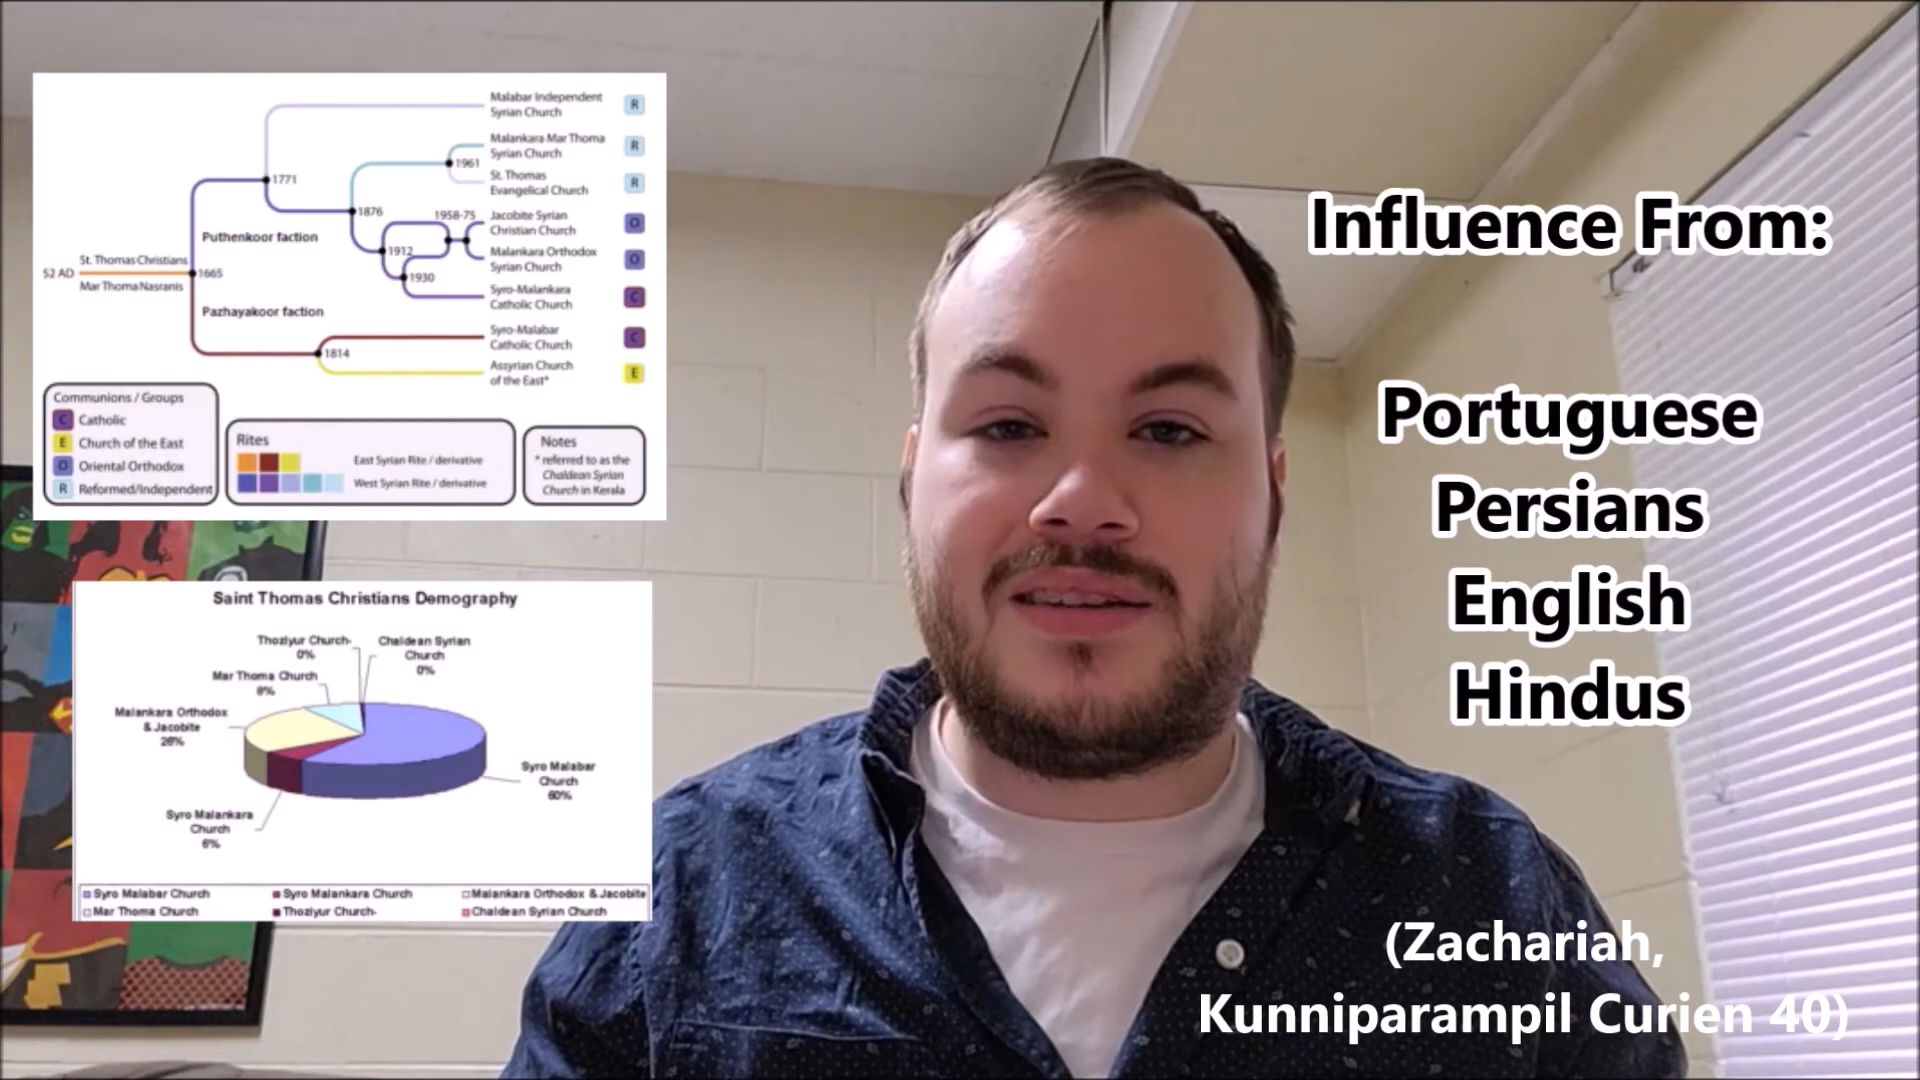 Malabar Independent
Syrian Church
R
Malankara Mar Thoma
Syrian Church
R
1961
St. Thomas
Evangelical Church
R
1771
1876
1958-75
Jacobite Syrian
Christian Church
O
Puthenkoor faction
1912
Malankara Orthodox
Syrian Church
O
St. Thomas Christians
52 AD
1665
Mar Thoma Nasranis
1930
Syro-Malankara
Catholic Church
C
Pazhayakoor faction
Syro-Malabar
Catholic Church
C
1814
Assyrian Church
of the East*
E
Communions / Groups
C Catholic
E Church of the East
O Oriental Orthodox
R Reformed/Independent
Rites
East Syrian Rite / derivative
West Syrian Rite / derivative
Notes
* referred to as the
Chaldean Syrian
Church in Kerala
Saint Thomas Christians Demography
Thoziyur Church-
0%
Chaldean Syrian
Church
0%
Mar Thoma Church
8%
Malankara Orthodox
& Jacobite
26%
Syro Malabar
Church
60%
Syro Malankara
Church
6%
Syro Malabar Church
Syro Malankara Church
Malankara Orthodox & Jacobite
Mar Thoma Church
Thoziyur Church-
Chaldean Syrian Church
Influence From:
Portuguese
Persians
English
Hindus
(Zachariah,
Kunniparampil Curien 40)